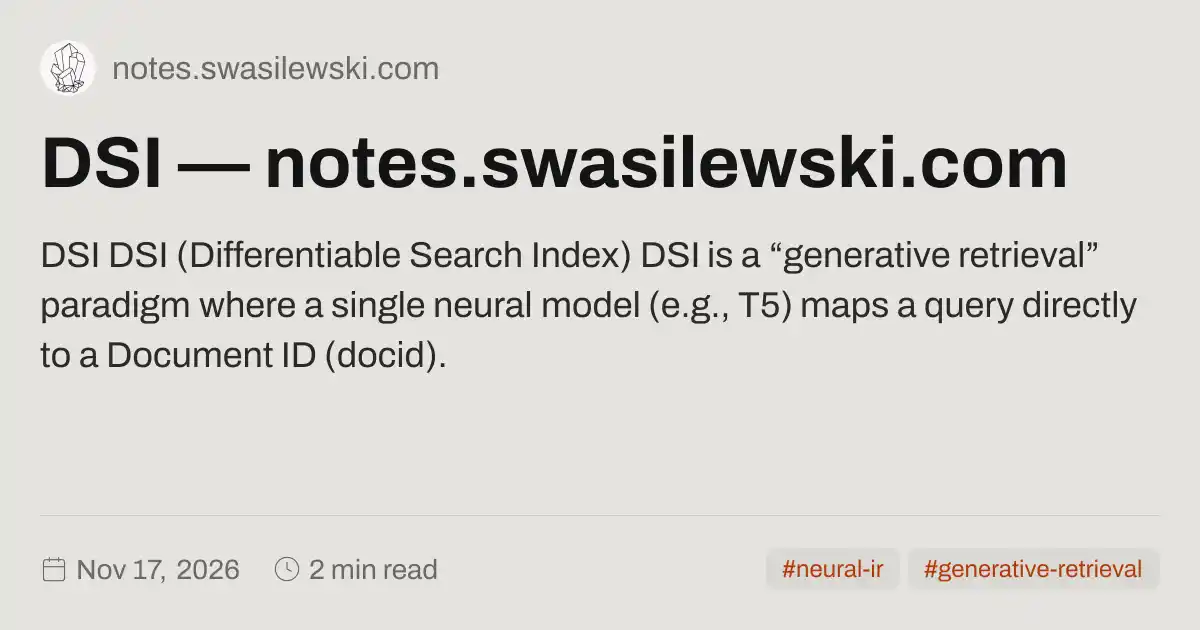 notes.swasilewski.com
DSI — notes.swasilewski.com
DSI DSI (Differentiable Search Index) DSI is a “generative retrieval”
paradigm where a single neural model (e.g., T5) maps a query directly
to a Document ID (docid).
Nov 17, 2026 2 min read #neural-ir #generative-retrieval